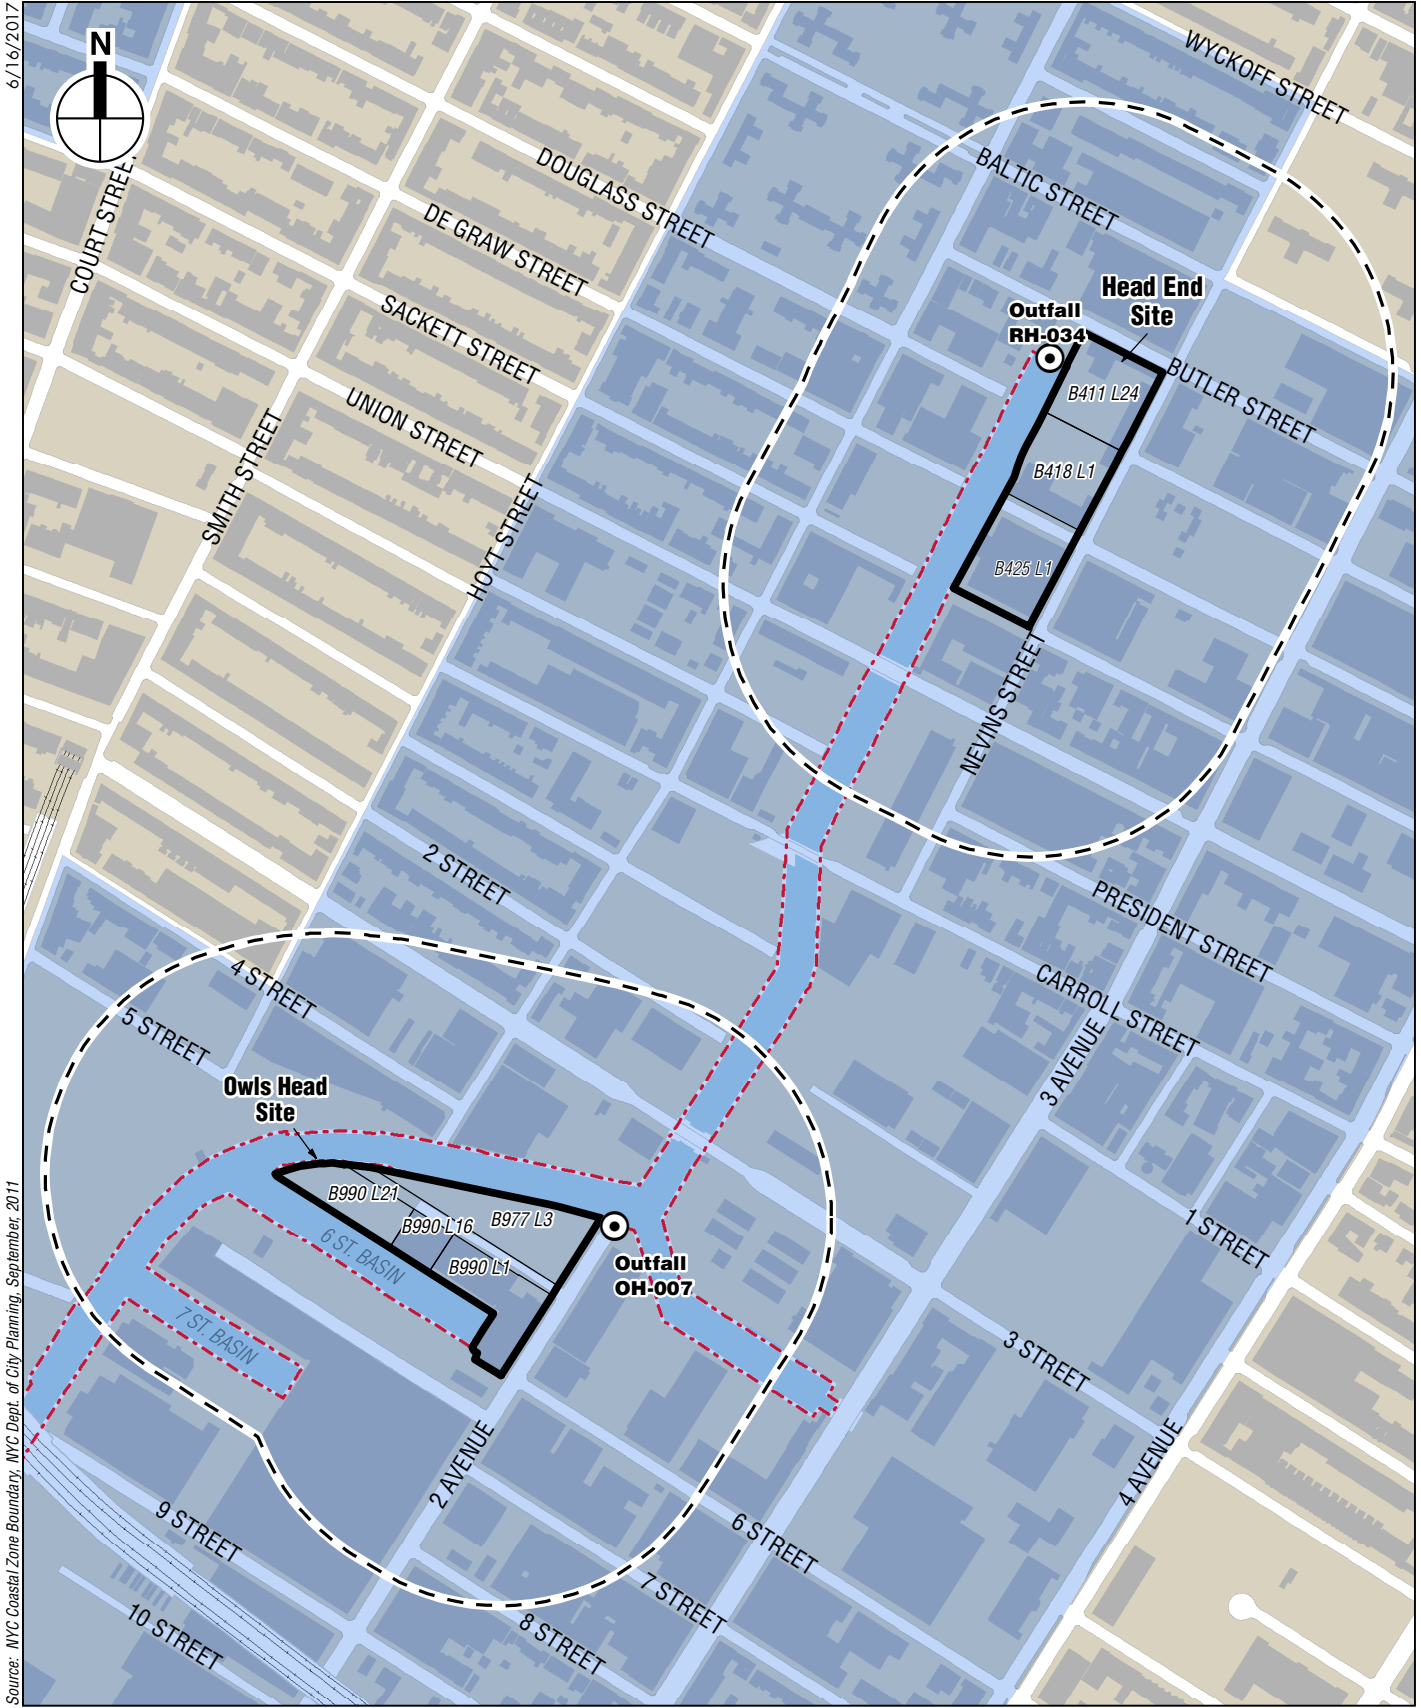 6/16/2017
N
WYCKOFF STREET
BALTIC STREET
DOUGLASS STREET
DE GRAW STREET
COURT STREET
SACKETT STREET
UNION STREET
SMITH STREET
HOYT STREET
Head End
Site
Outfall
RH-034
BUTLER STREET
B411 L24
B418 L1
B425 L1
NEVINS STREET
2 STREET
PRESIDENT STREET
CARROLL STREET
4 STREET
5 STREET
3 AVENUE
Owls Head
Site
B990 L21
B990 L16
B977 L3
B990 L1
6 ST. BASIN
7 ST. BASIN
Outfall
OH-007
1 STREET
3 STREET
2 AVENUE
4 AVENUE
9 STREET
10 STREET
6 STREET
7 STREET
8 STREET
Source: NYC Coastal Zone Boundary, NYC Dept. of City Planning, September, 2011